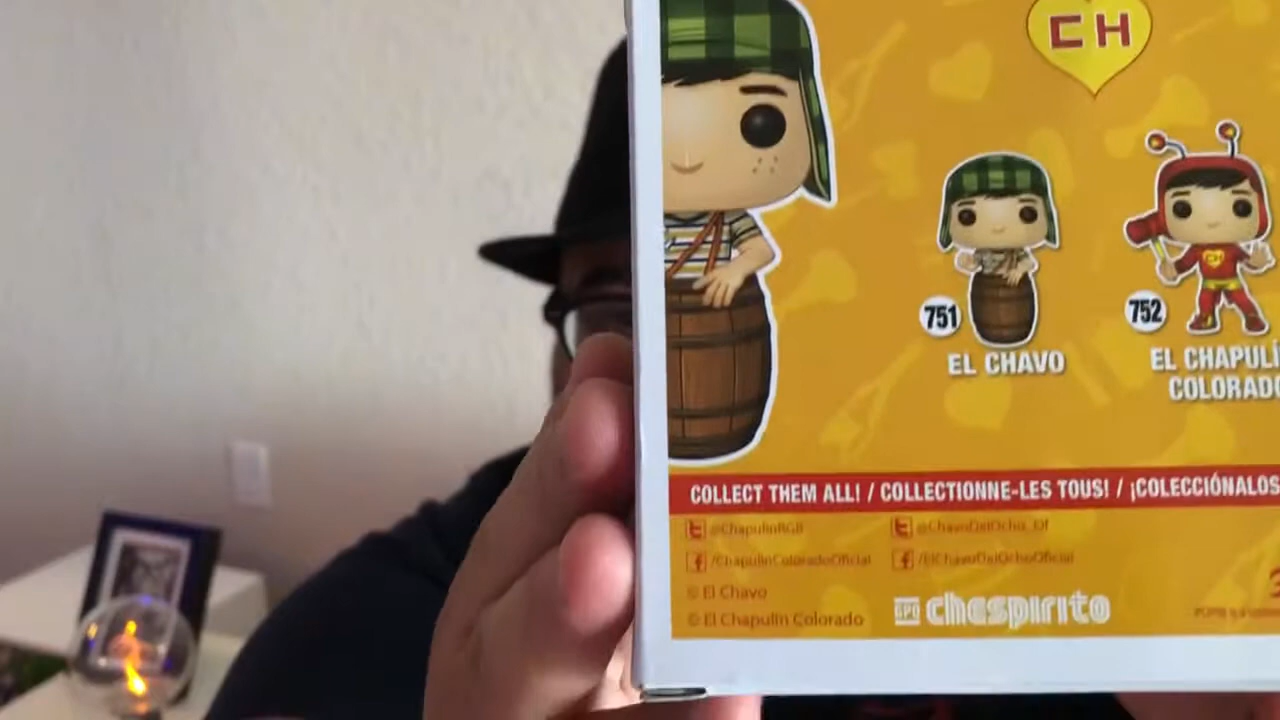 CH
CH
751
752
EL CHAVO
EL CHAPULÍ
COLORADO
COLLECT THEM ALL! / COLLECTIONNE-LES TOUS! / ¡COLECCIÓNALOS
@ChapulinRGB
@ChavoDelOcho_Of
/ChapulinColoradoOficial
/ElChavoDelOchoOficial
© El Chavo
© El Chapulín Colorado
chespirito